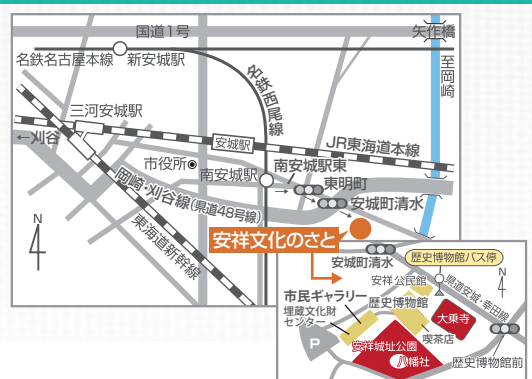 国道1号
矢作橋
名鉄名古屋本線
新安城駅
至岡崎
名鉄西尾線
三河安城駅
←刈谷
安城駅
JR東海道本線
市役所
南安城駅東
南安城駅
東明町
岡崎・刈谷線(県道48号線)
安城町清水
東海道新幹線
N
安祥文化のさと
安城町清水
歴史博物館バス停
N
安祥公民館
県道安城・幸田線
市民ギャラリー
歴史博物館
埋蔵文化財
センター
大乗寺
P
喫茶店
安祥城址公園
八幡社
歴史博物館前